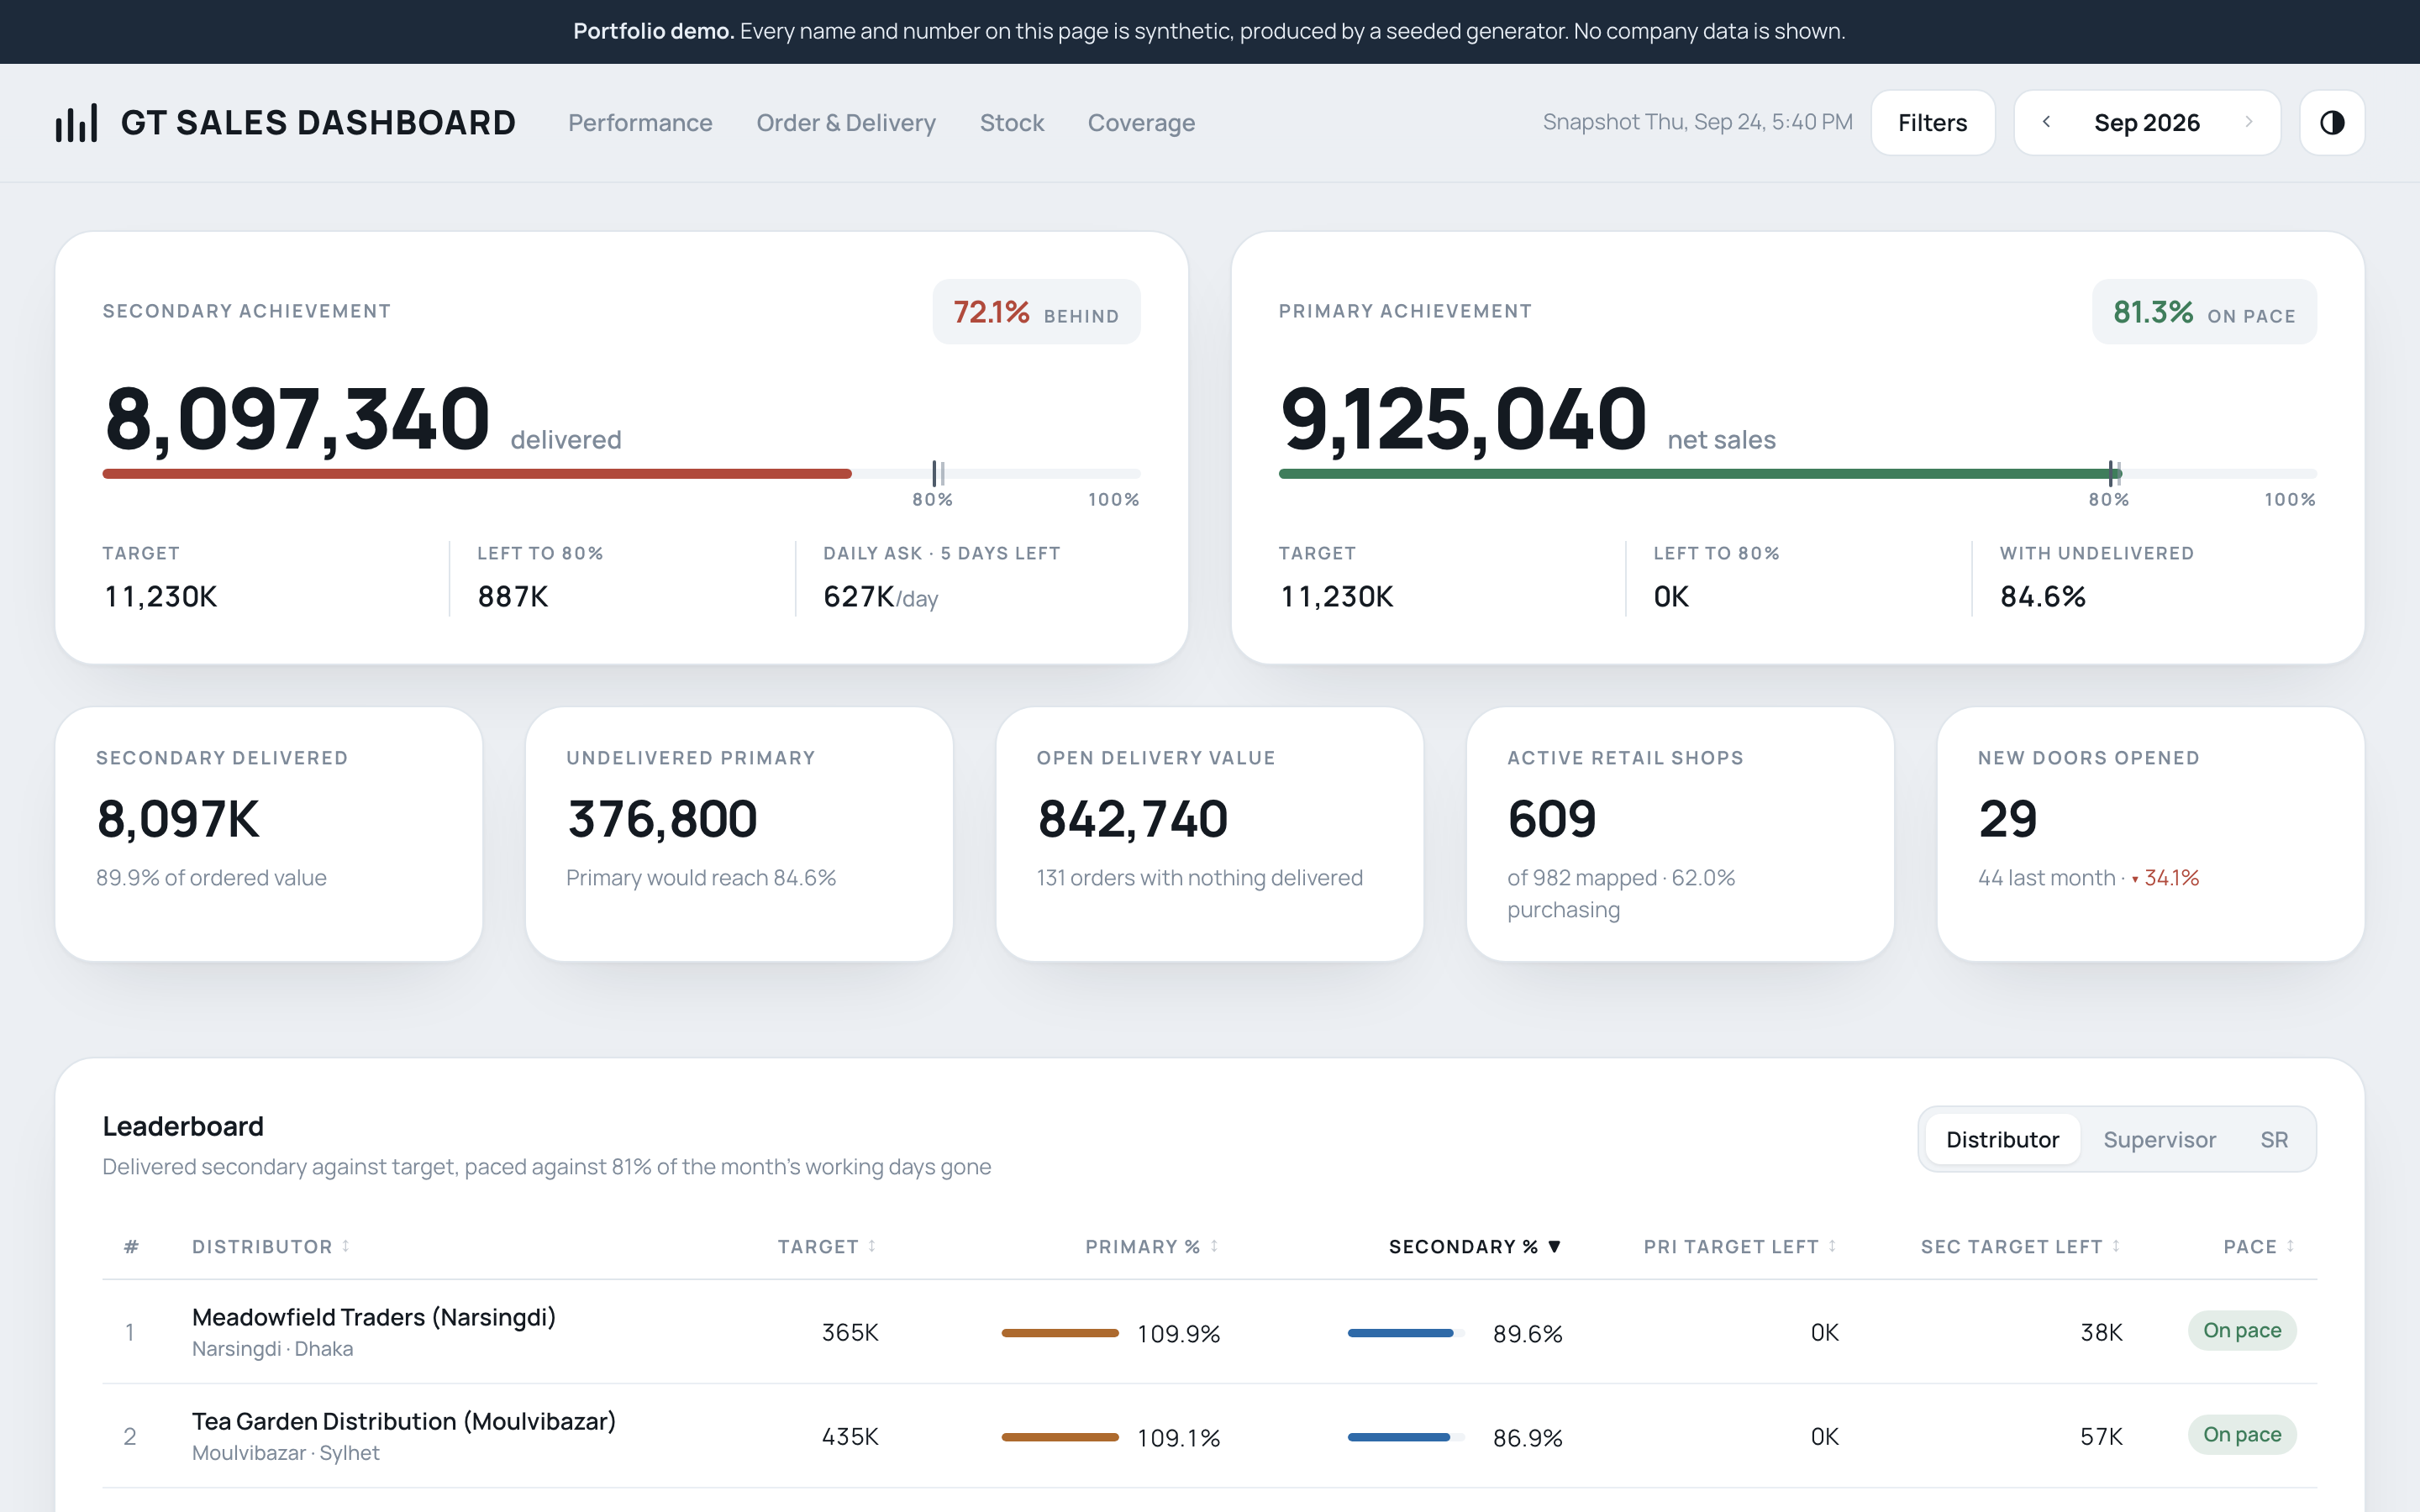 Portfolio demo. Every name and number on this page is synthetic, produced by a seeded generator. No company data is shown.
GT SALES DASHBOARD
Performance
Order & Delivery
Stock
Coverage
Snapshot Thu, Sep 24, 5:40 PM
Filters
‹ Sep 2026 ›
SECONDARY ACHIEVEMENT
72.1% BEHIND
8,097,340 delivered
80% 100%
TARGET
11,230K
LEFT TO 80%
887K
DAILY ASK · 5 DAYS LEFT
627K/day
PRIMARY ACHIEVEMENT
81.3% ON PACE
9,125,040 net sales
80% 100%
TARGET
11,230K
LEFT TO 80%
0K
WITH UNDELIVERED
84.6%
SECONDARY DELIVERED
8,097K
89.9% of ordered value
UNDELIVERED PRIMARY
376,800
Primary would reach 84.6%
OPEN DELIVERY VALUE
842,740
131 orders with nothing delivered
ACTIVE RETAIL SHOPS
609
of 982 mapped · 62.0%
purchasing
NEW DOORS OPENED
29
44 last month · ▾ 34.1%
Leaderboard
Delivered secondary against target, paced against 81% of the month's working days gone
Distributor Supervisor SR
# DISTRIBUTOR ↕ TARGET ↕ PRIMARY % ↕ SECONDARY % ▼ PRI TARGET LEFT ↕ SEC TARGET LEFT ↕ PACE ↕
1 Meadowfield Traders (Narsingdi) 365K 109.9% 89.6% 0K 38K On pace
Narsingdi · Dhaka
2 Tea Garden Distribution (Moulvibazar) 435K 109.1% 86.9% 0K 57K On pace
Moulvibazar · Sylhet